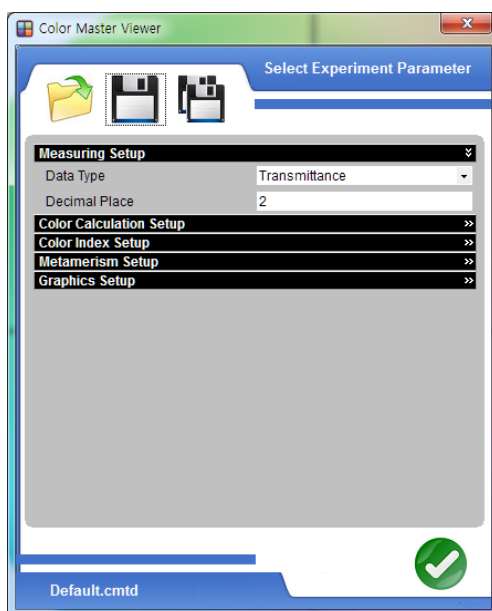 Color Master Viewer
Select Experiment Parameter
Measuring Setup
Data Type Transmittance
Decimal Place 2
Color Calculation Setup
Color Index Setup
Metamerism Setup
Graphics Setup
Default.cmtd